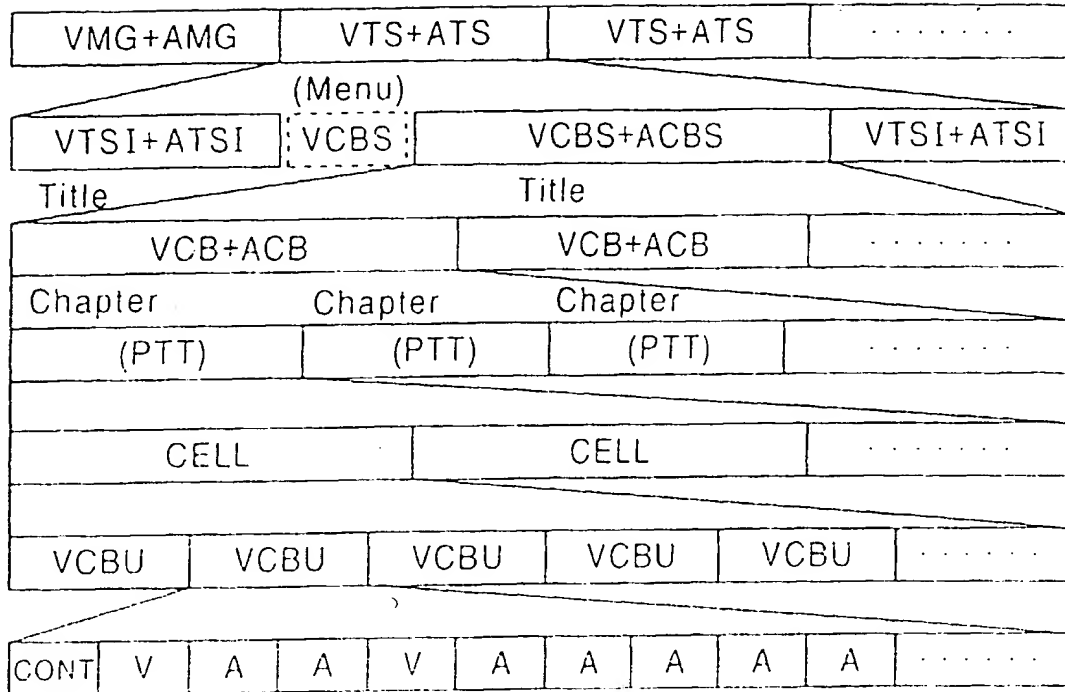 VMG+AMG VTS+ATS VTS+ATS . . . . . . .
(Menu)
VTSI+ATSI VCBS VCBS+ACBS VTSI+ATSI
Title Title
VCB+ACB VCB+ACB . . . . . . .
Chapter Chapter Chapter
(PTT) (PTT) (PTT) . . . . . . .
CELL CELL . . . . . . .
VCBU VCBU VCBU VCBU VCBU . . . . . .
CONT V A A V A A A A A . . . . . .